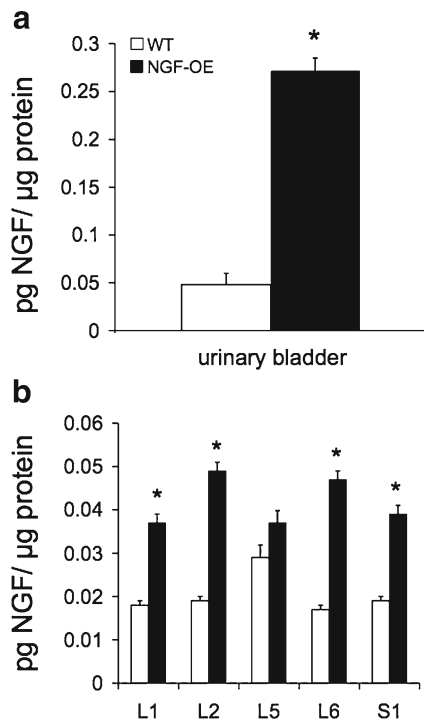 a
pg NGF/ µg protein
0.3
0.25
0.2
0.15
0.1
0.05
0
WT
NGF-OE
*
urinary bladder
b
pg NGF/ µg protein
0.06
0.05
0.04
0.03
0.02
0.01
0
* * * *
L1 L2 L5 L6 S1